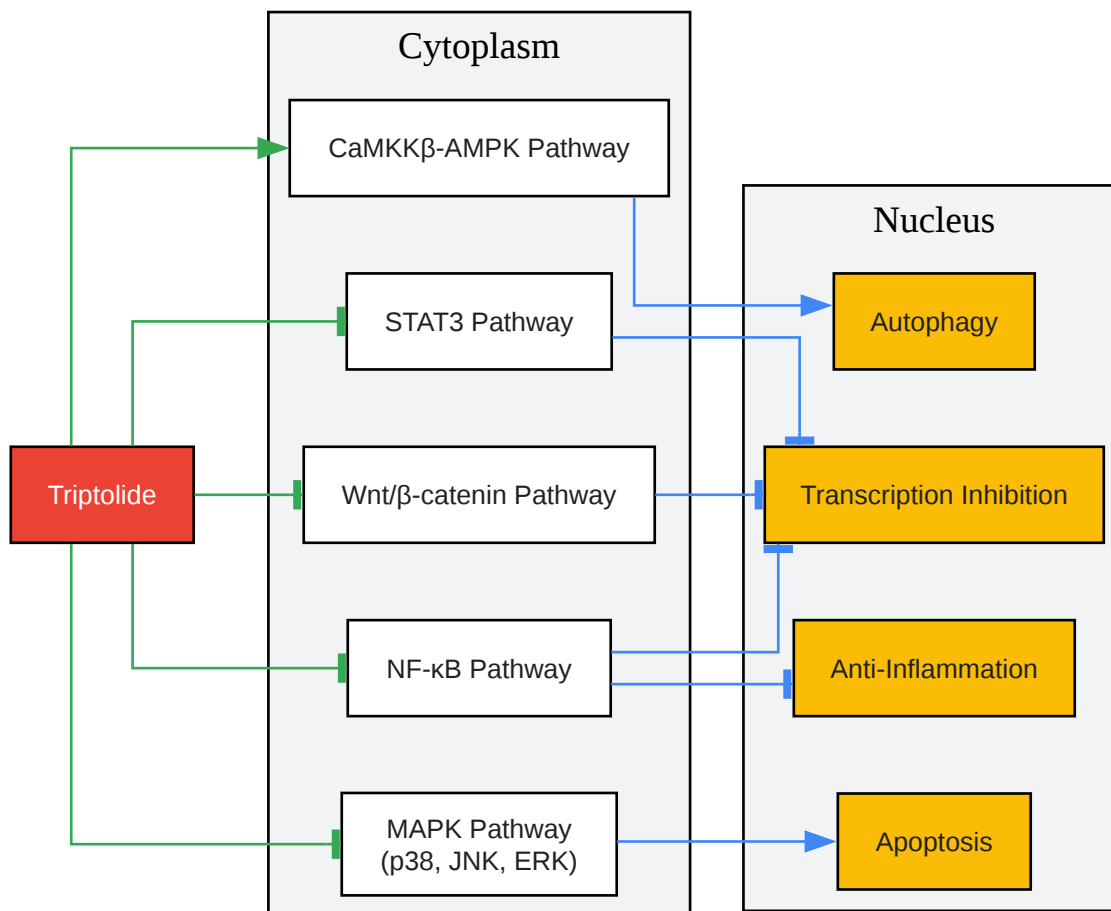 Cytoplasm
CaMKKβ-AMPK Pathway
Nucleus
STAT3 Pathway
Autophagy
Triptolide
Wnt/β-catenin Pathway
Transcription Inhibition
NF-κB Pathway
Anti-Inflammation
MAPK Pathway
(p38, JNK, ERK)
Apoptosis